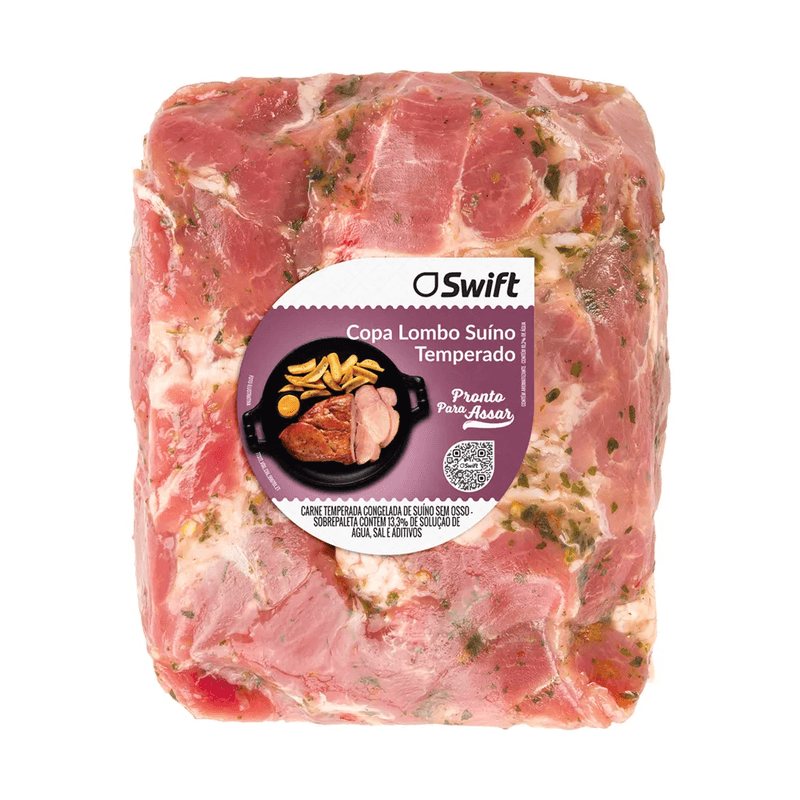 Swift
Copa Lombo Suíno
Temperado
Pronto
Para Assar
Swift
CARNE TEMPERADA CONGELADA DE SUÍNO SEM OSSO -
SOBREPALETA CONTÉM 13,3% DE SOLUÇÃO DE
ÁGUA, SAL E ADITIVOS